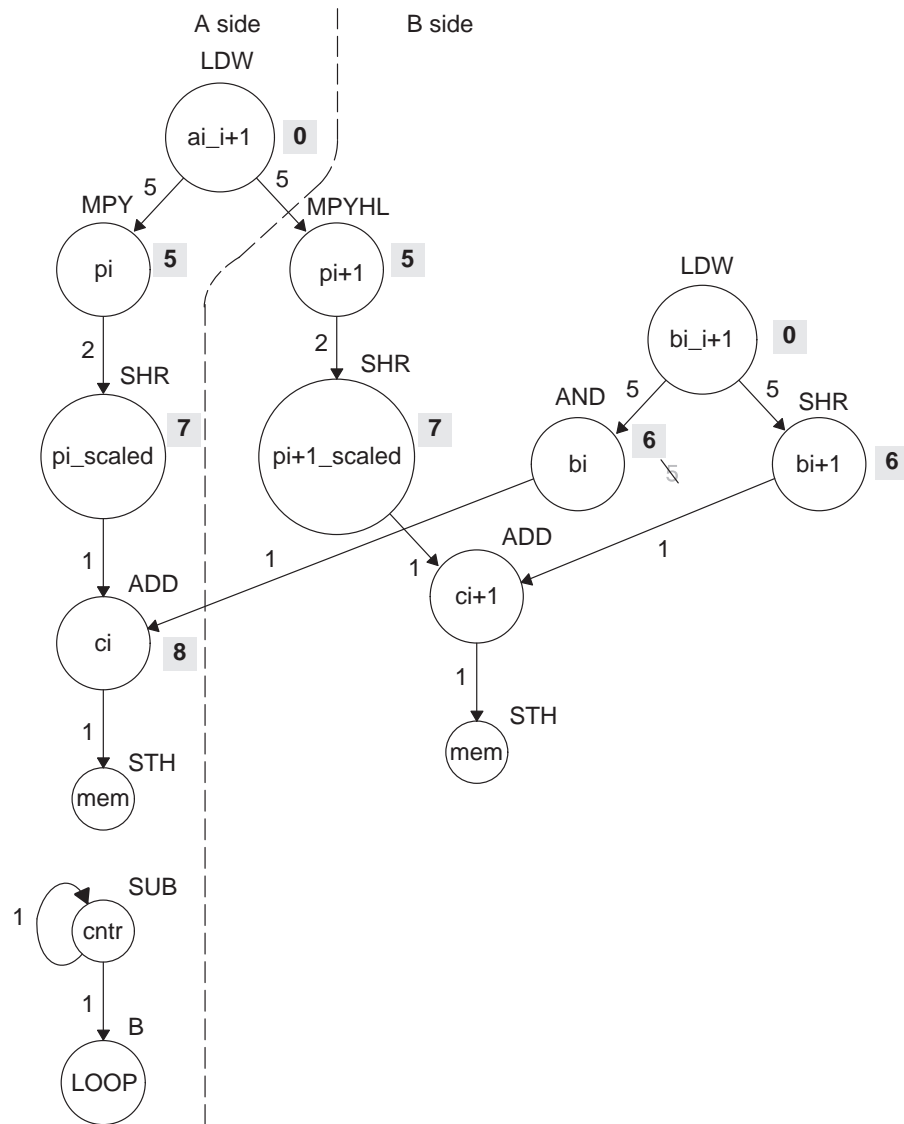 A side
B side
LDW
ai_i+1
0
5
5
MPY
MPYHL
pi
5
pi+1
5
LDW
bi_i+1
0
2
2
SHR
SHR
5
5
AND
SHR
pi_scaled
7
pi+1_scaled
7
bi
6
5
bi+1
6
1
1
1
1
ADD
ADD
ci
8
ci+1
1
1
STH
STH
mem
mem
SUB
1
cntr
1
B
LOOP